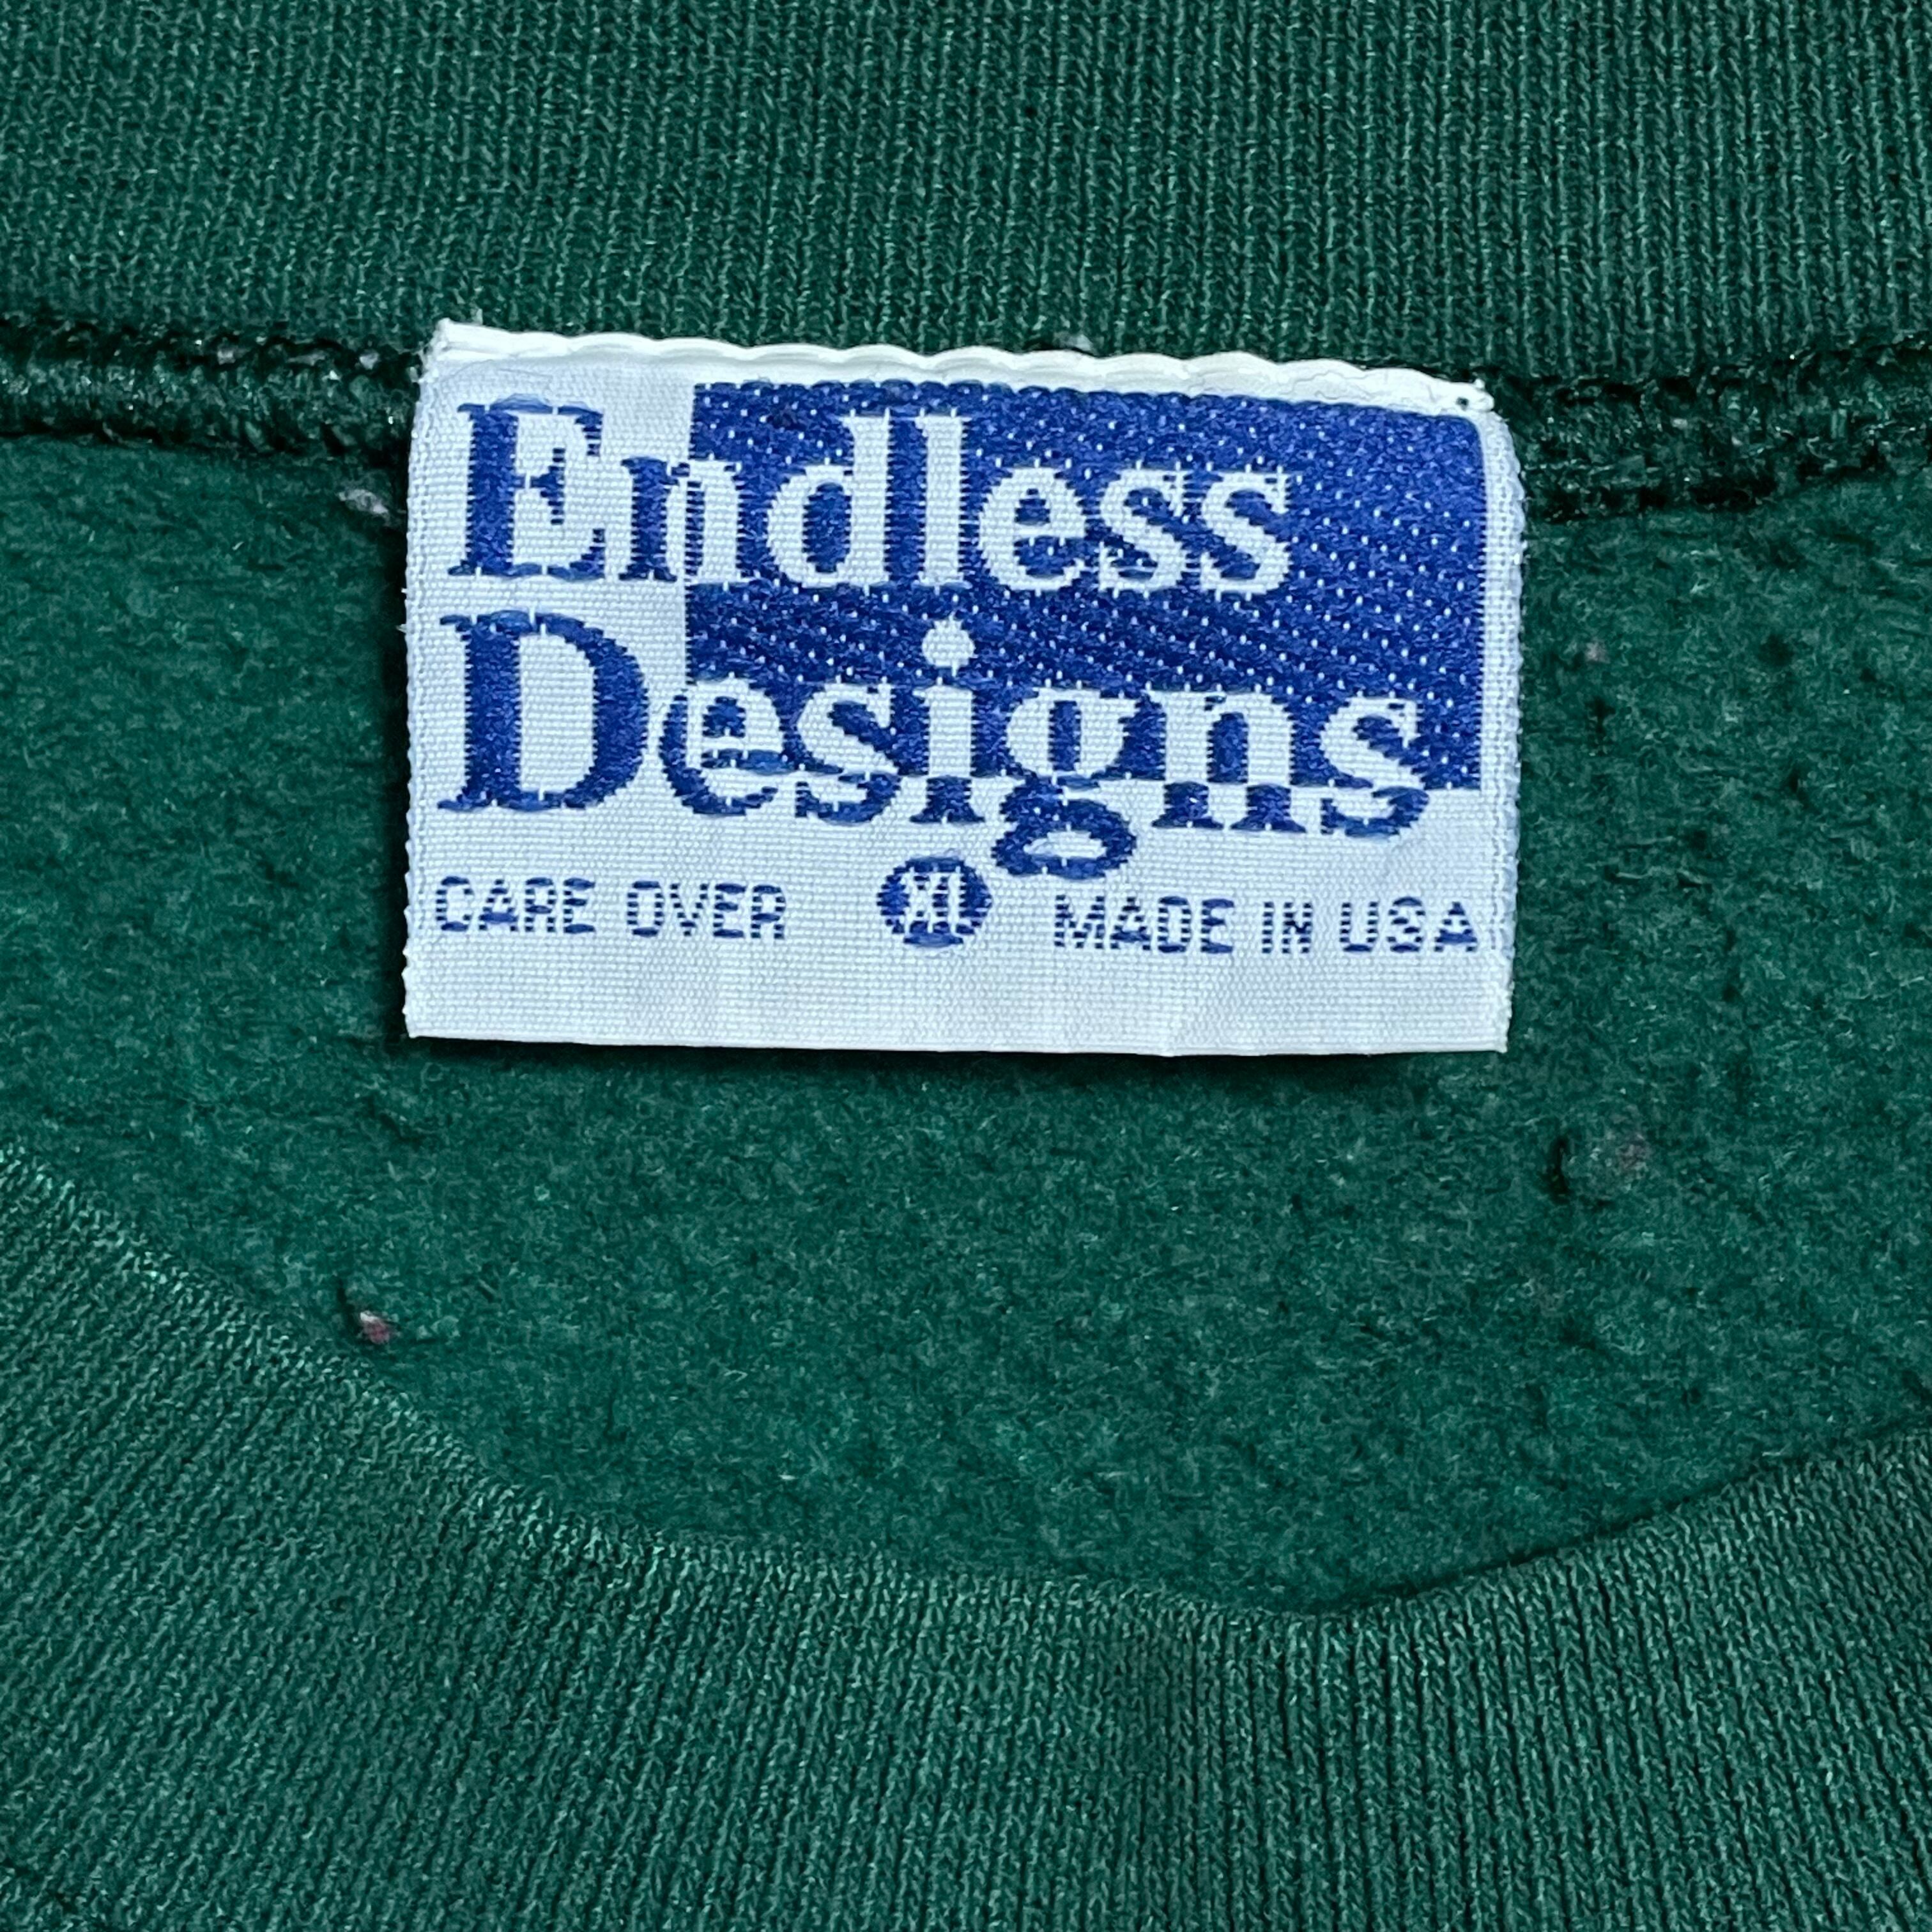 Endless
Designs
CARE OVER XL MADE IN USA